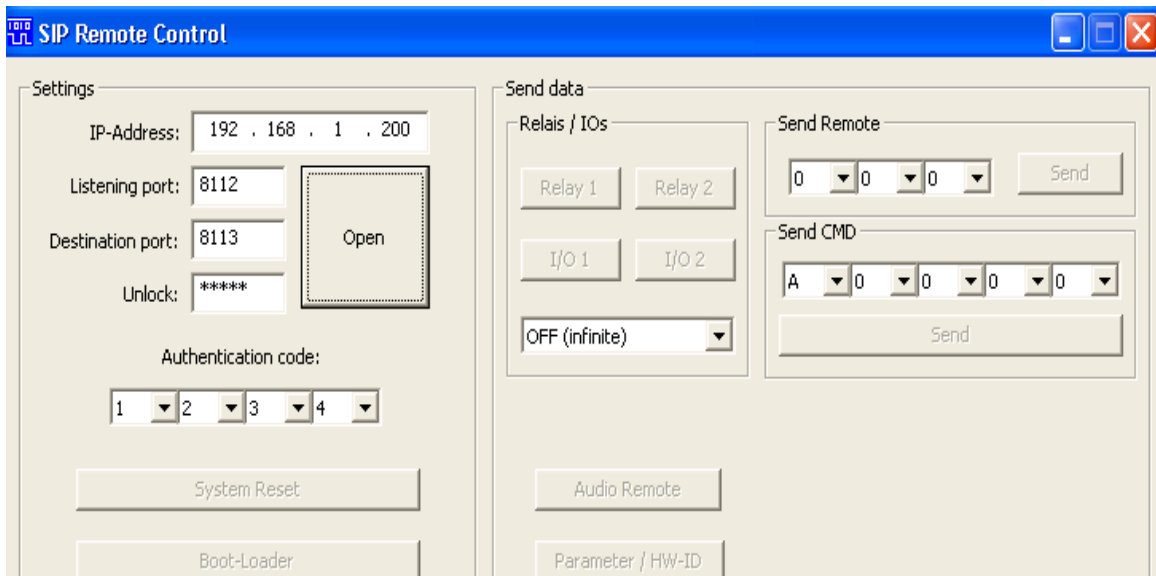 SIP Remote Control
Settings
IP-Address: 192 . 168 . 1 . 200
Listening port: 8112
Destination port: 8113
Open
Unlock: *****
Authentication code:
1 2 3 4
System Reset
Boot-Loader
Send data
Relais / IOs
Relay 1 Relay 2
I/O 1 I/O 2
OFF (infinite)
Send Remote
0 0 0 Send
Send CMD
A 0 0 0 0
Send
Audio Remote
Parameter / HW-ID